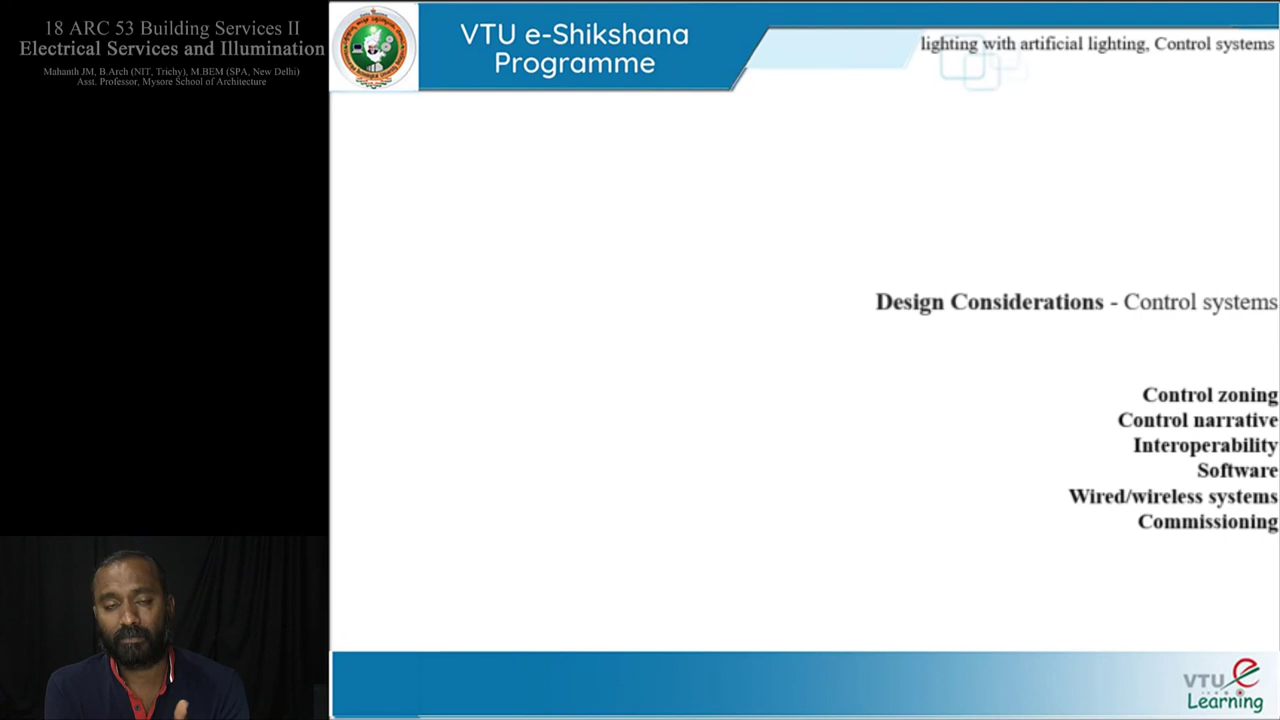 18 ARC 53 Building Services II
Electrical Services and Illumination
Mahanth JM, B.Arch (NIT, Trichy), M.BEM (SPA, New Delhi)
Asst. Professor, Mysore School of Architecture
VTU e-Shikshana
Programme
lighting with artificial lighting, Control systems
Design Considerations - Control systems
Control zoning
Control narrative
Interoperability
Software
Wired/wireless systems
Commissioning
VTU e
Learning